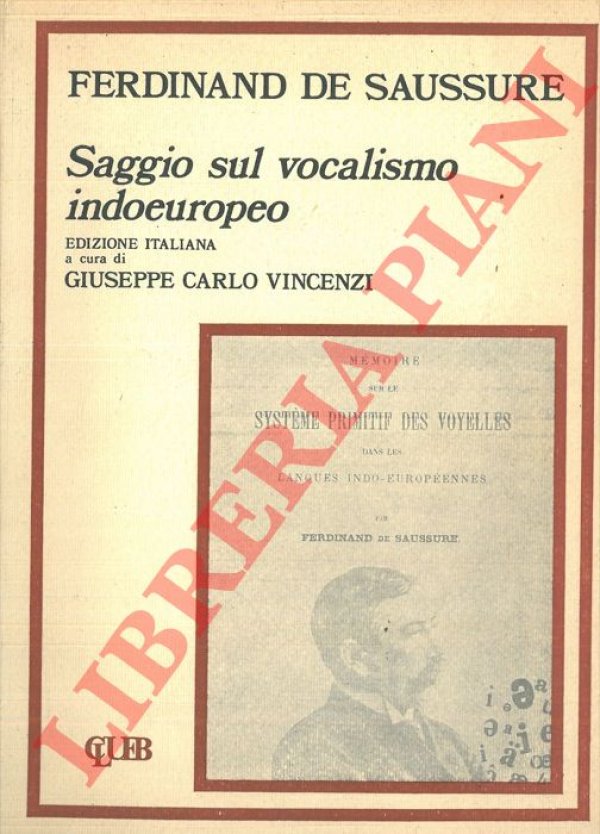 FERDINAND DE SAUSSURE
Saggio sul vocalismo
indoeuropeo
EDIZIONE ITALIANA
a cura di
GIUSEPPE CARLO VINCENZI
MÉMOIRE
SUR LE
SYSTÈME PRIMITIF DES VOYELLES
DANS LES
LANGUES INDO-EUROPÉENNES
PAR
FERDINAND DE SAUSSURE.
LIBRERIA PIANI
CLUEB